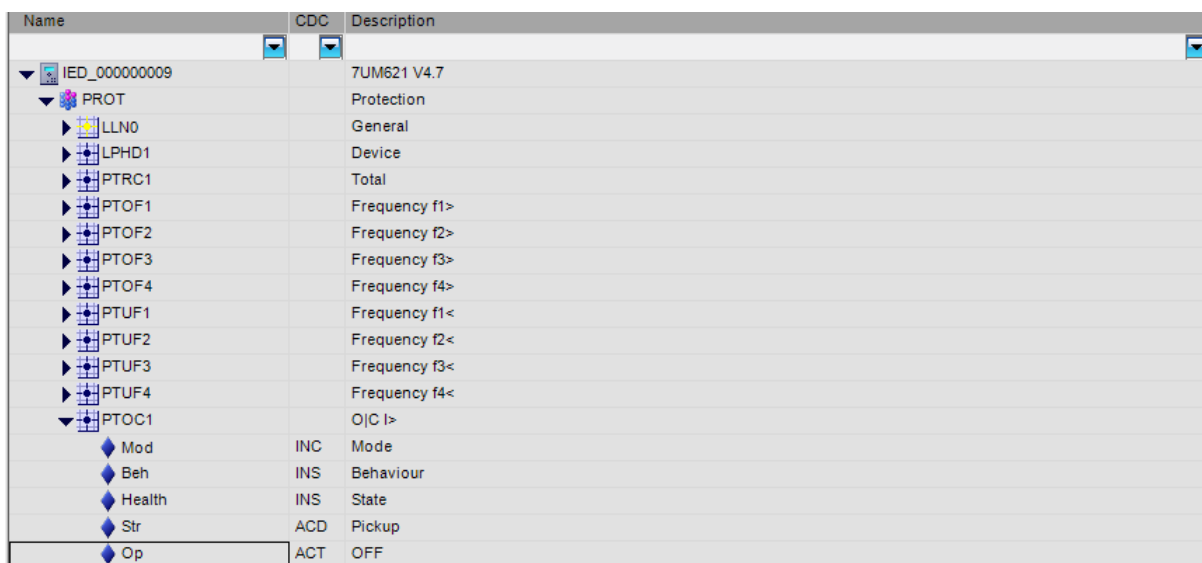 Name CDC Description
IED_000000009 7UM621 V4.7
PROT Protection
LLN0 General
LPHD1 Device
PTRC1 Total
PTOF1 Frequency f1>
PTOF2 Frequency f2>
PTOF3 Frequency f3>
PTOF4 Frequency f4>
PTUF1 Frequency f1<
PTUF2 Frequency f2<
PTUF3 Frequency f3<
PTUF4 Frequency f4<
PTOC1 O|C I>
Mod INC Mode
Beh INS Behaviour
Health INS State
Str ACD Pickup
Op ACT OFF